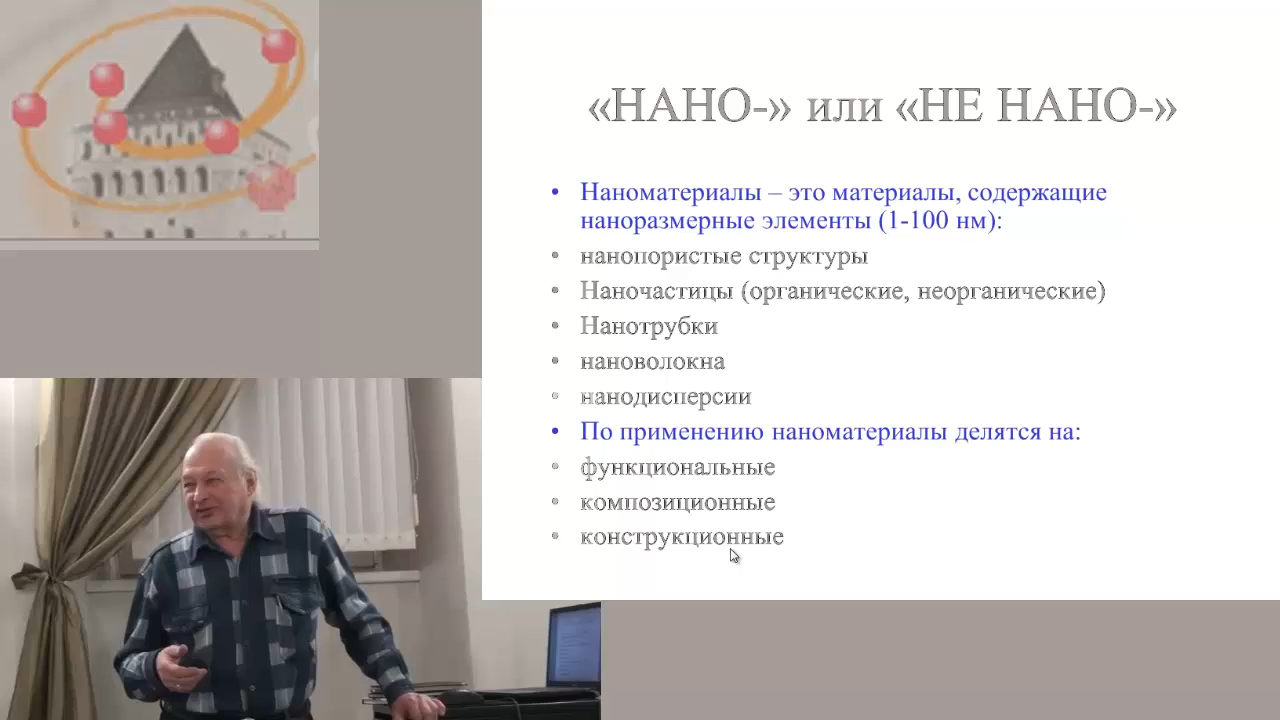 «НАНО-» или «НЕ НАНО-»
• Наноматериалы – это материалы, содержащие
наноразмерные элементы (1-100 нм):
• нанопористые структуры
• Наночастицы (органические, неорганические)
• Нанотрубки
• нановолокна
• нанодисперсии
• По применению наноматериалы делятся на:
• функциональные
• композиционные
• конструкционные